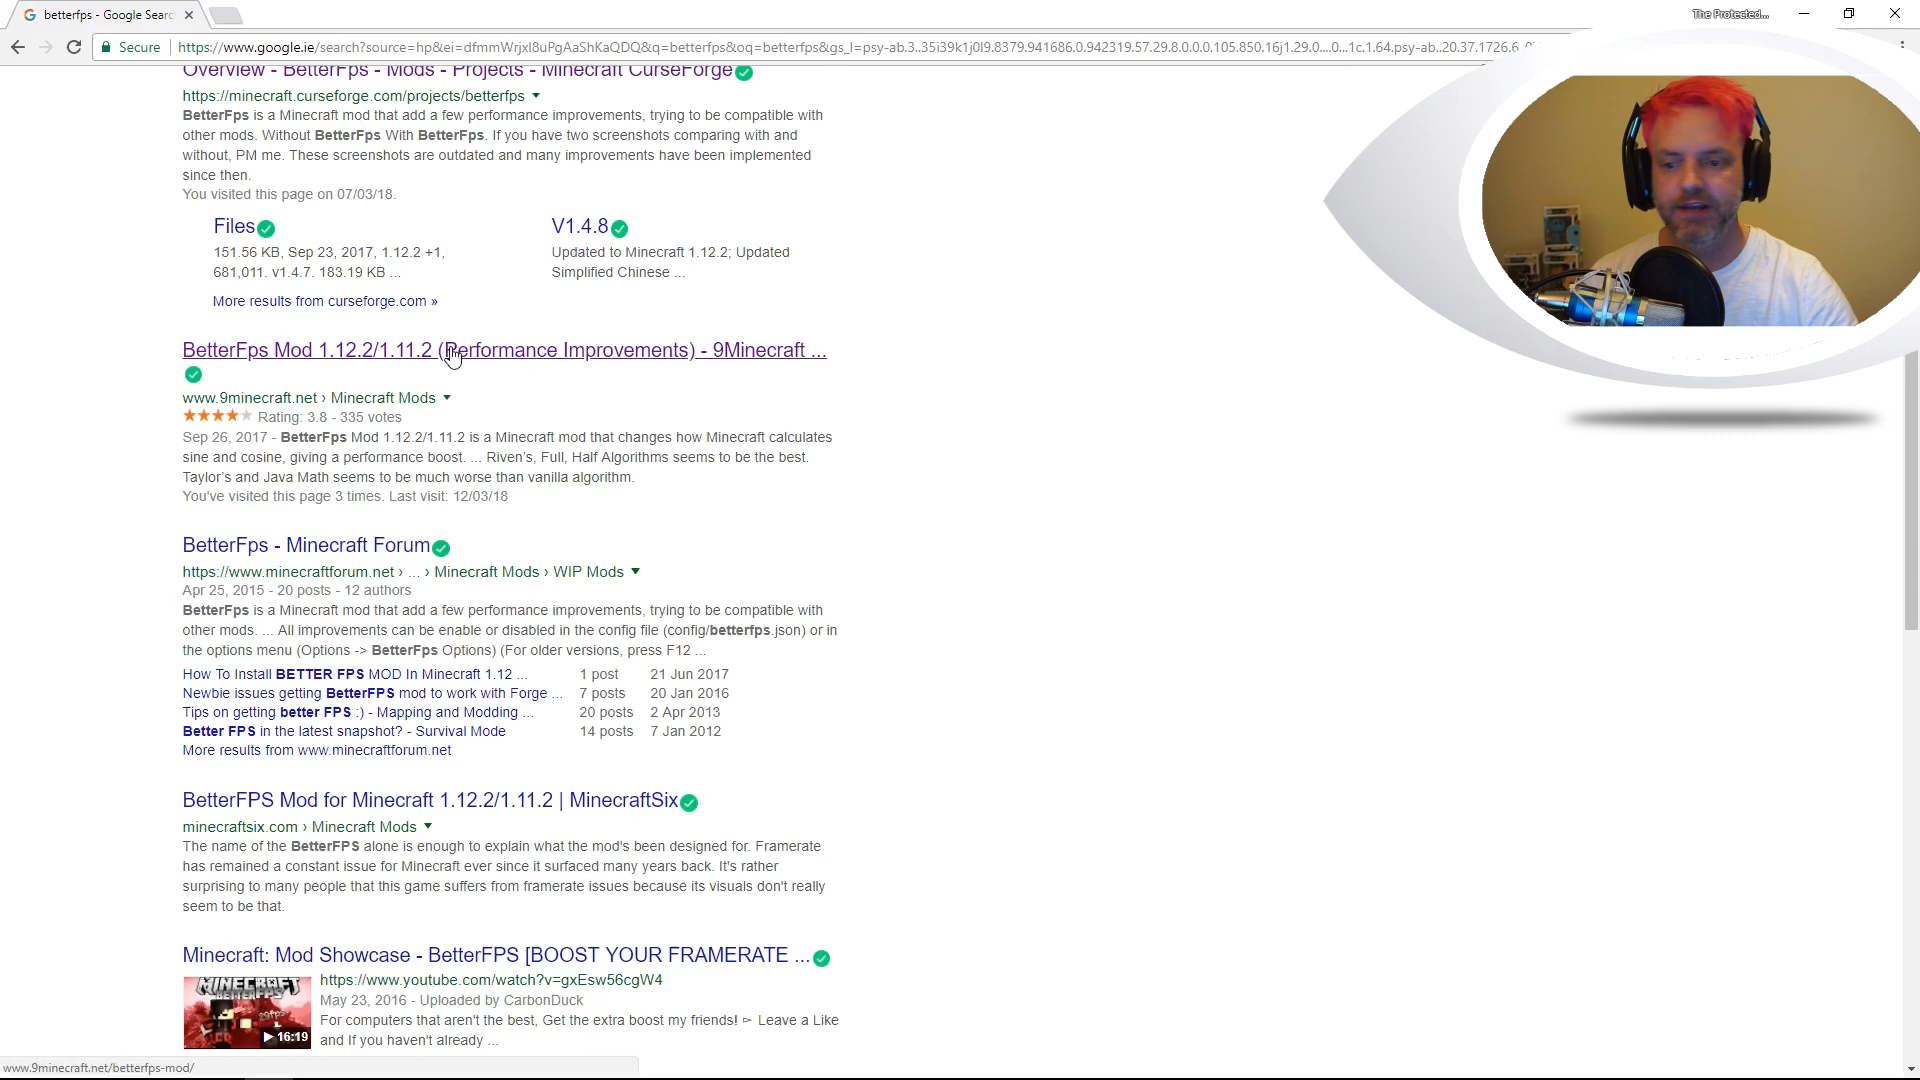 betterfps - Google Searc
The Protected...
Secure
https://www.google.ie/search?source=hp&ei=dfmmWrjxI8uPgAaShKaQDQ&q=betterfps&oq=betterfps&gs_l=psy-ab.3..35i39k1j0l9.8379.941686.0.942319.57.29.8.0.0.0.105.850.16j1.29.0....0...1c.1.64.psy-ab..20.37.1726.6
Overview - BetterFps - Mods - Projects - Minecraft CurseForge
https://minecraft.curseforge.com/projects/betterfps
BetterFps is a Minecraft mod that add a few performance improvements, trying to be compatible with
other mods. Without BetterFps With BetterFps. If you have two screenshots comparing with and
without, PM me. These screenshots are outdated and many improvements have been implemented
since then.
You visited this page on 07/03/18.
Files
V1.4.8
151.56 KB, Sep 23, 2017, 1.12.2 +1,
Updated to Minecraft 1.12.2; Updated
681,011. v1.4.7. 183.19 KB ...
Simplified Chinese ...
More results from curseforge.com »
BetterFps Mod 1.12.2/1.11.2 (Performance Improvements) - 9Minecraft ...
www.9minecraft.net › Minecraft Mods
Rating: 3.8 - 335 votes
Sep 26, 2017 - BetterFps Mod 1.12.2/1.11.2 is a Minecraft mod that changes how Minecraft calculates
sine and cosine, giving a performance boost. ... Riven's, Full, Half Algorithms seems to be the best.
Taylor's and Java Math seems to be much worse than vanilla algorithm.
You've visited this page 3 times. Last visit: 12/03/18
BetterFps - Minecraft Forum
https://www.minecraftforum.net › ... › Minecraft Mods › WIP Mods
Apr 25, 2015 - 20 posts - 12 authors
BetterFps is a Minecraft mod that add a few performance improvements, trying to be compatible with
other mods. ... All improvements can be enable or disabled in the config file (config/betterfps.json) or in
the options menu (Options -> BetterFps Options) (For older versions, press F12 ...
How To Install BETTER FPS MOD In Minecraft 1.12 ... 1 post 21 Jun 2017
Newbie issues getting BetterFPS mod to work with Forge ... 7 posts 20 Jan 2016
Tips on getting better FPS :) - Mapping and Modding ... 20 posts 2 Apr 2013
Better FPS in the latest snapshot? - Survival Mode 14 posts 7 Jan 2012
More results from www.minecraftforum.net
BetterFPS Mod for Minecraft 1.12.2/1.11.2 | MinecraftSix
minecraftsix.com › Minecraft Mods
The name of the BetterFPS alone is enough to explain what the mod's been designed for. Framerate
has remained a constant issue for Minecraft ever since it surfaced many years back. It's rather
surprising to many people that this game suffers from framerate issues because its visuals don't really
seem to be that.
Minecraft: Mod Showcase - BetterFPS [BOOST YOUR FRAMERATE ...
https://www.youtube.com/watch?v=gxEsw56cgW4
May 23, 2016 - Uploaded by CarbonDuck
For computers that aren't the best, Get the extra boost my friends! ► Leave a Like
and If you haven't already ...
MINECRAFT
BETTERFPS
29fps
16:19
www.9minecraft.net/betterfps-mod/